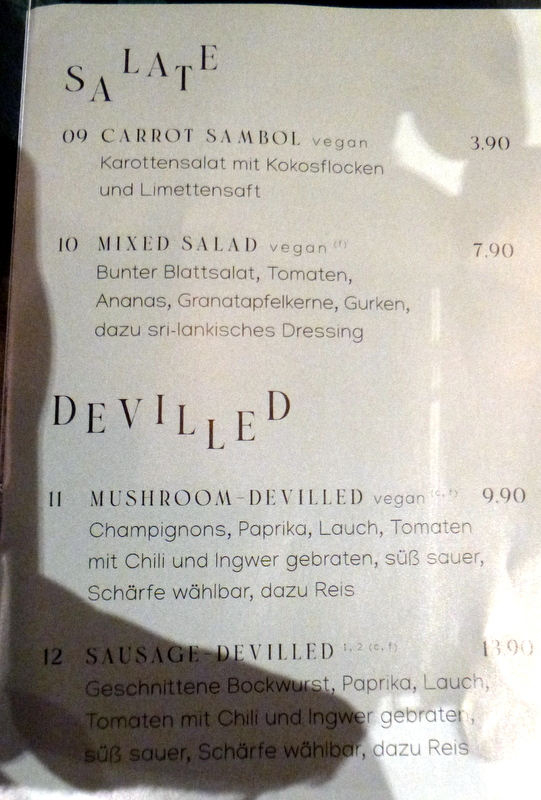 SALATE
09 CARROT SAMBOL vegan 3.90
Karottensalat mit Kokosflocken
und Limettensaft
10 MIXED SALAD vegan (f) 7.90
Bunter Blattsalat, Tomaten,
Ananas, Granatapfelkerne, Gurken,
dazu sri-lankisches Dressing
DEVILLED
11 MUSHROOM-DEVILLED vegan 9.90
Champignons, Paprika, Lauch, Tomaten
mit Chili und Ingwer gebraten, süß sauer,
Schärfe wählbar, dazu Reis
12 SAUSAGE-DEVILLED 1, 2 (c, f) 13.90
Geschnittene Bockwurst, Paprika, Lauch,
Tomaten mit Chili und Ingwer gebraten,
süß sauer, Schärfe wählbar, dazu Reis